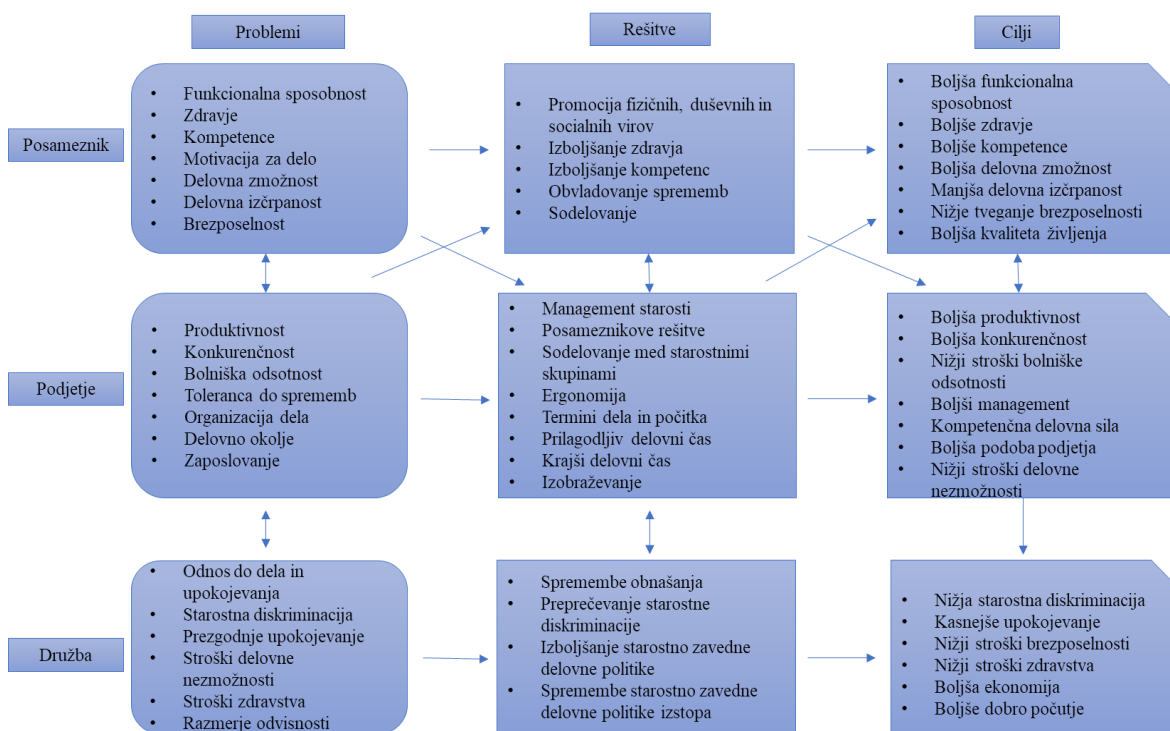 Problemi
Rešitve
Cilji
Posameznik
• Funkcionalna sposobnost
• Zdravje
• Kompetence
• Motivacija za delo
• Delovna zmožnost
• Delovna izčrpanost
• Brezposelnost
• Promocija fizičnih, duševnih in
socialnih virov
• Izboljšanje zdravja
• Izboljšanje kompetenc
• Obvladovanje sprememb
• Sodelovanje
• Boljša funkcionalna
sposobnost
• Boljše zdravje
• Boljše kompetence
• Boljša delovna zmožnost
• Manjša delovna izčrpanost
• Nižje tveganje brezposelnosti
• Boljša kvaliteta življenja
Podjetje
• Produktivnost
• Konkurenčnost
• Bolniška odsotnost
• Toleranca do sprememb
• Organizacija dela
• Delovno okolje
• Zaposlovanje
• Management starosti
• Posameznikove rešitve
• Sodelovanje med starostnimi
skupinami
• Ergonomija
• Termini dela in počitka
• Prilagodljiv delovni čas
• Krajši delovni čas
• Izobraževanje
• Boljša produktivnost
• Boljša konkurenčnost
• Nižji stroški bolniške
odsotnosti
• Boljši management
• Kompetenčna delovna sila
• Boljša podoba podjetja
• Nižji stroški delovne
nezmožnosti
Družba
• Odnos do dela in
upokojevanja
• Starostna diskriminacija
• Prezgodnje upokojevanje
• Stroški delovne
nezmožnosti
• Stroški zdravstva
• Razmerje odvisnosti
• Spremembe obnašanja
• Preprečevanje starostne
diskriminacije
• Izboljšanje starostno zavedne
delovne politike
• Spremembe starostno zavedne
delovne politike izstopa
• Nižja starostna diskriminacija
• Kasnejše upokojevanje
• Nižji stroški brezposelnosti
• Nižji stroški zdravstva
• Boljša ekonomija
• Boljše dobro počutje